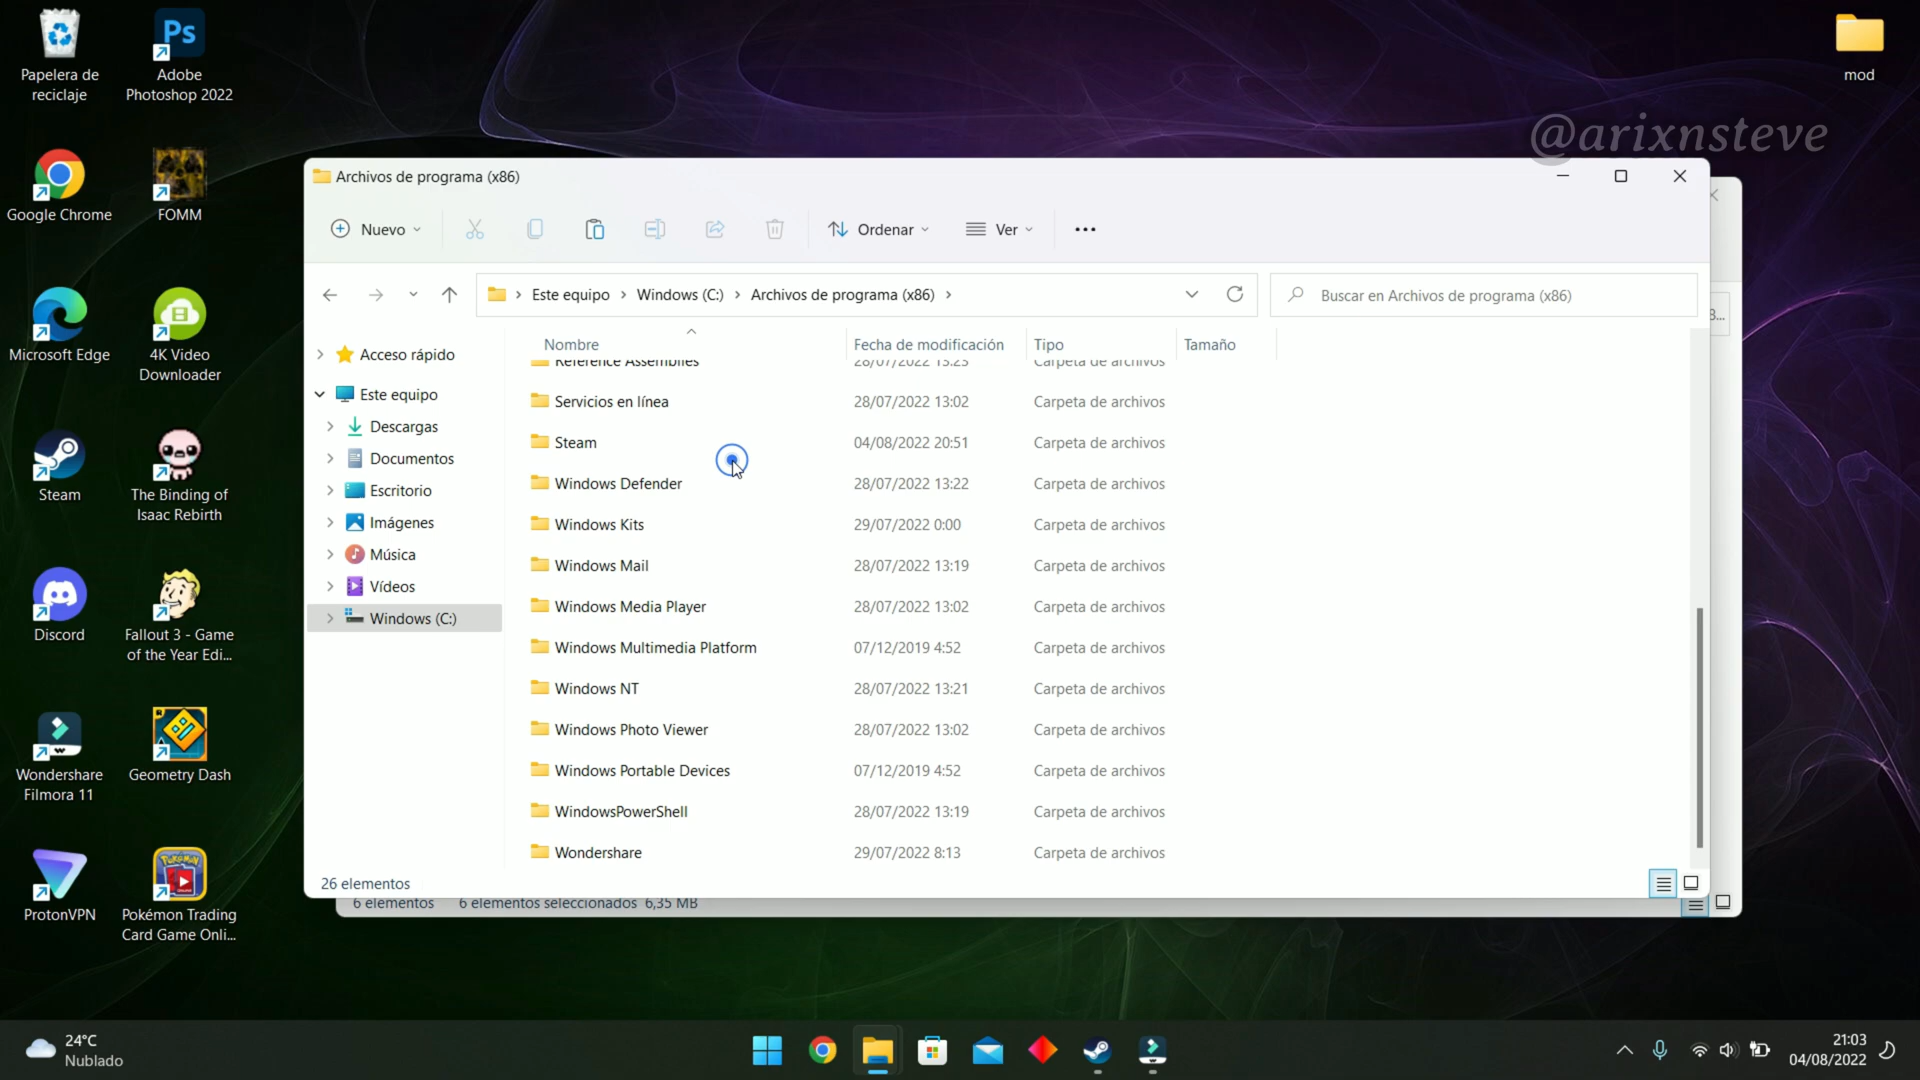 Papelera de
reciclaje
Adobe
Photoshop 2022
Google Chrome
FOMM
Microsoft Edge
4K Video
Downloader
Steam
The Binding of
Isaac Rebirth
Discord
Fallout 3 - Game
of the Year Edi...
Wondershare
Filmora 11
Geometry Dash
ProtonVPN
Pokémon Trading
Card Game Onli...
mod
@arixnsteve
Archivos de programa (x86)
Nuevo
Ordenar
Ver
Este equipo > Windows (C:) > Archivos de programa (x86) >
Buscar en Archivos de programa (x86)
Acceso rápido
Este equipo
Descargas
Documentos
Escritorio
Imágenes
Música
Vídeos
Windows (C:)
Nombre Fecha de modificación Tipo Tamaño
Reference Assemblies 28/07/2022 13:23 Carpeta de archivos
Servicios en línea 28/07/2022 13:02 Carpeta de archivos
Steam 04/08/2022 20:51 Carpeta de archivos
Windows Defender 28/07/2022 13:22 Carpeta de archivos
Windows Kits 29/07/2022 0:00 Carpeta de archivos
Windows Mail 28/07/2022 13:19 Carpeta de archivos
Windows Media Player 28/07/2022 13:02 Carpeta de archivos
Windows Multimedia Platform 07/12/2019 4:52 Carpeta de archivos
Windows NT 28/07/2022 13:21 Carpeta de archivos
Windows Photo Viewer 28/07/2022 13:02 Carpeta de archivos
Windows Portable Devices 07/12/2019 4:52 Carpeta de archivos
WindowsPowerShell 28/07/2022 13:19 Carpeta de archivos
Wondershare 29/07/2022 8:13 Carpeta de archivos
26 elementos
6 elementos 6 elementos seleccionados 6,35 MB
24°C
Nublado
21:03
04/08/2022